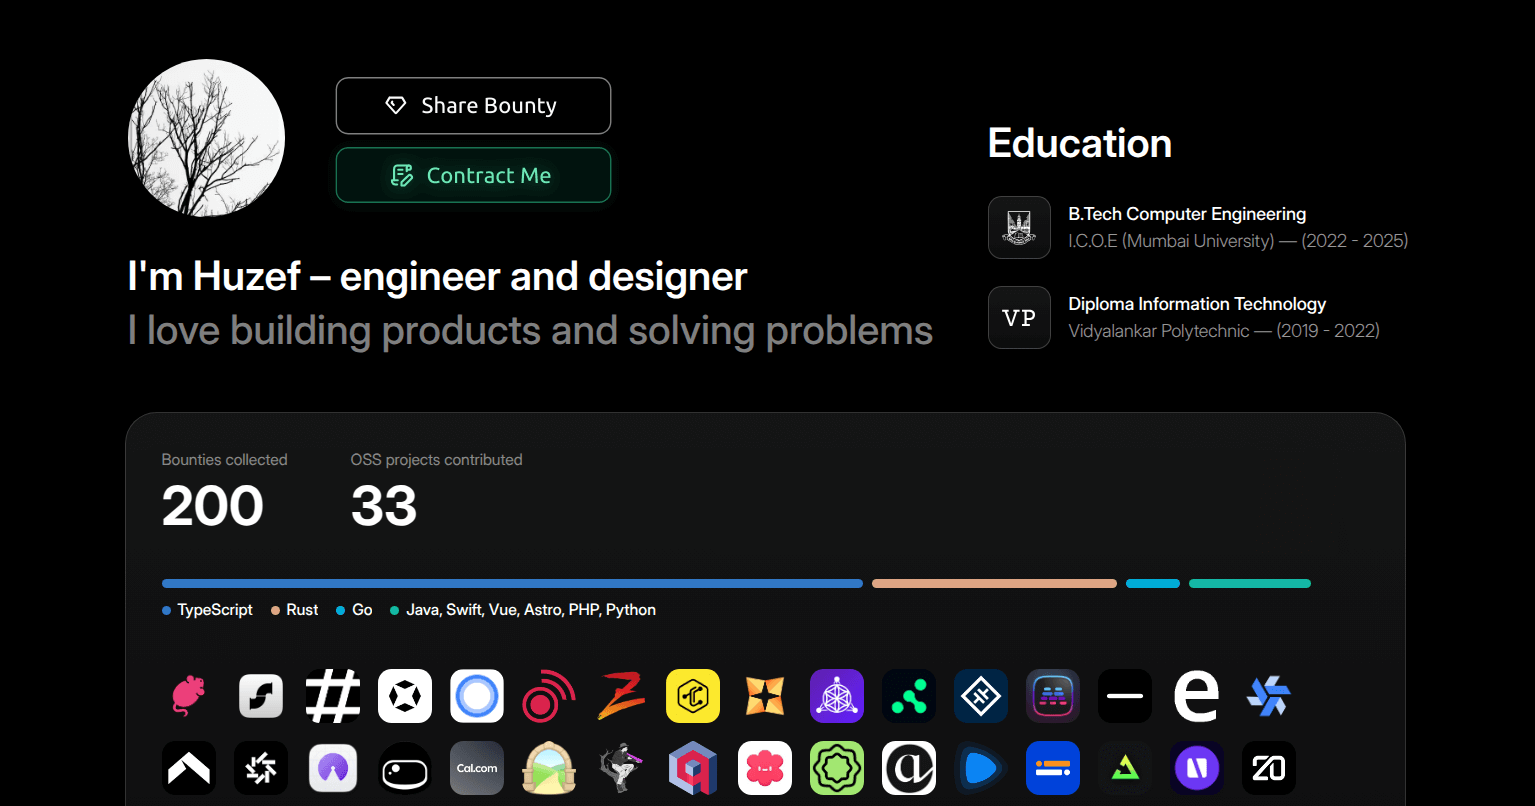 Share Bounty
Contract Me
I'm Huzef – engineer and designer
I love building products and solving problems
Education
B.Tech Computer Engineering
I.C.O.E (Mumbai University) — (2022 - 2025)
VP
Diploma Information Technology
Vidyalankar Polytechnic — (2019 - 2022)
Bounties collected
OSS projects contributed
200
33
TypeScript
Rust
Go
Java, Swift, Vue, Astro, PHP, Python
Cal.com